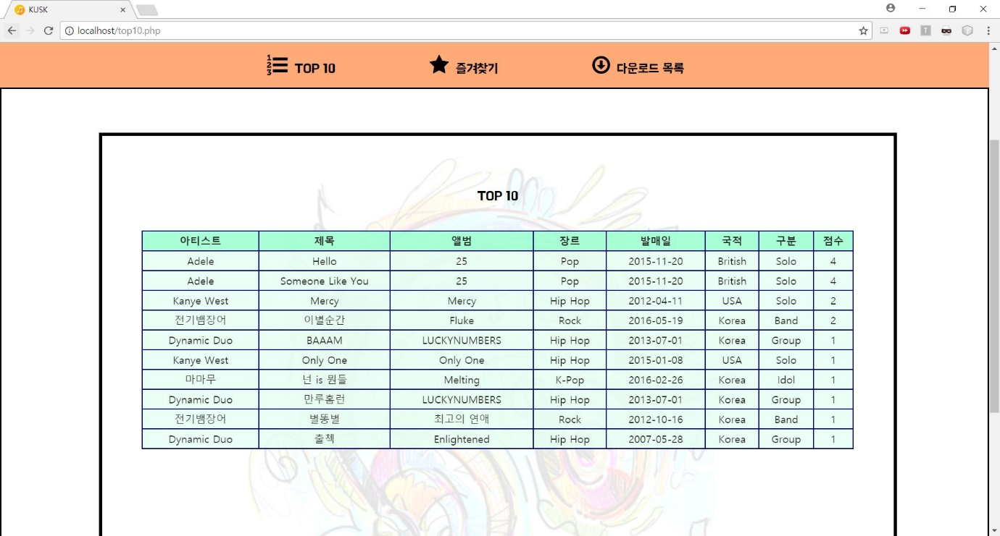 KUSK
localhost/top10.php
TOP 10 즐겨찾기 다운로드 목록
TOP 10
아티스트 제목 앨범 장르 발매일 국적 구분 점수
Adele Hello 25 Pop 2015-11-20 British Solo 4
Adele Someone Like You 25 Pop 2015-11-20 British Solo 4
Kanye West Mercy Mercy Hip Hop 2012-04-11 USA Solo 2
전기뱀장어 이별순간 Fluke Rock 2016-05-19 Korea Band 2
Dynamic Duo BAAAM LUCKYNUMBERS Hip Hop 2013-07-01 Korea Group 1
Kanye West Only One Only One Hip Hop 2015-01-08 USA Solo 1
마마무 넌 is 뭔들 Melting K-Pop 2016-02-26 Korea Idol 1
Dynamic Duo 만루홈런 LUCKYNUMBERS Hip Hop 2013-07-01 Korea Group 1
전기뱀장어 별똥별 최고의 연애 Rock 2012-10-16 Korea Band 1
Dynamic Duo 출첵 Enlightened Hip Hop 2007-05-28 Korea Group 1